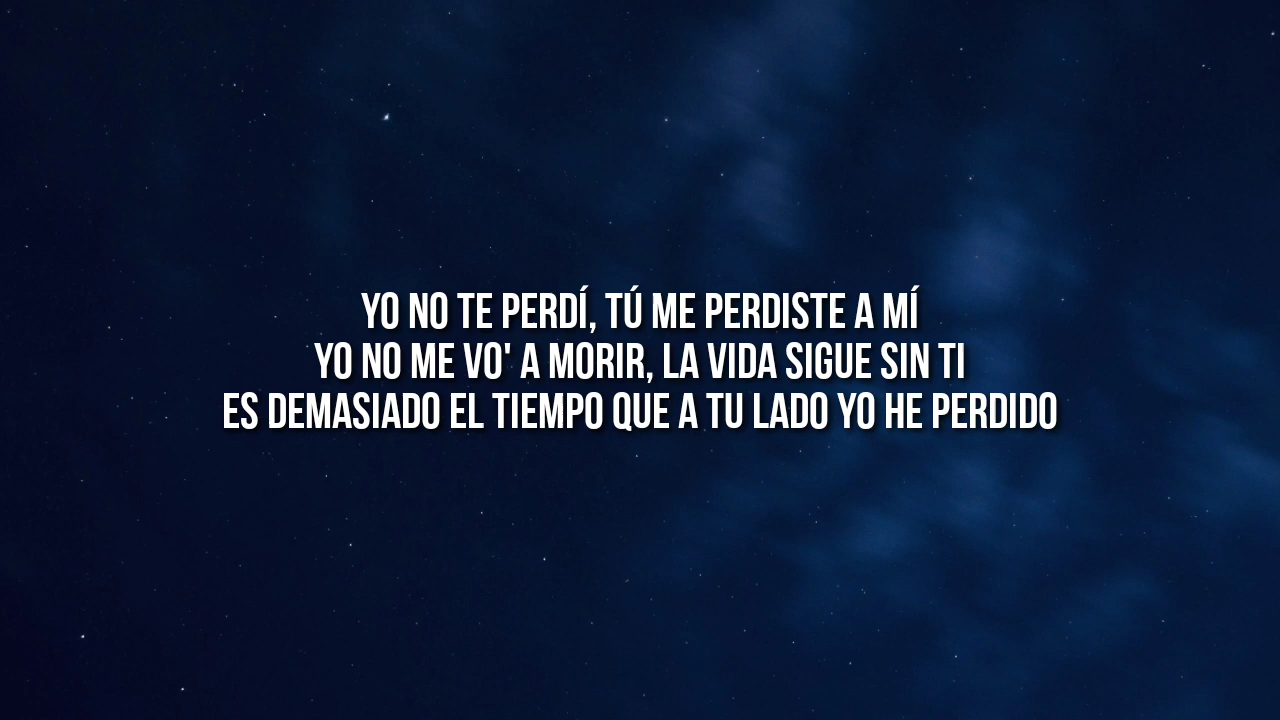 YO NO TE PERDÍ, TÚ ME PERDISTE A MÍ
YO NO ME VO' A MORIR, LA VIDA SIGUE SIN TI
ES DEMASIADO EL TIEMPO QUE A TU LADO YO HE PERDIDO